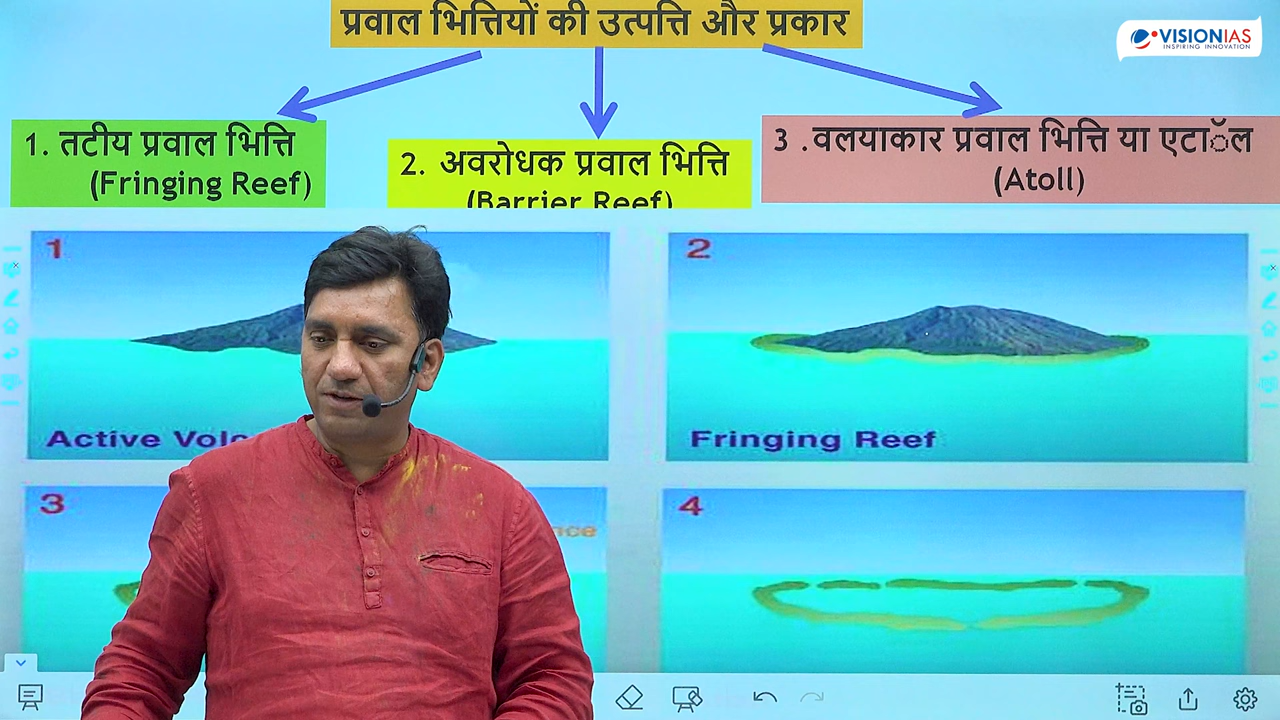 प्रवाल भित्तियों की उत्पत्ति और प्रकार
VISIONIAS
INSPIRING INNOVATION
1. तटीय प्रवाल भित्ति
(Fringing Reef)
2. अवरोधक प्रवाल भित्ति
(Barrier Reef)
3 .वलयाकार प्रवाल भित्ति या एटाॅल
(Atoll)
1
Active
2
Fringing Reef
3
4